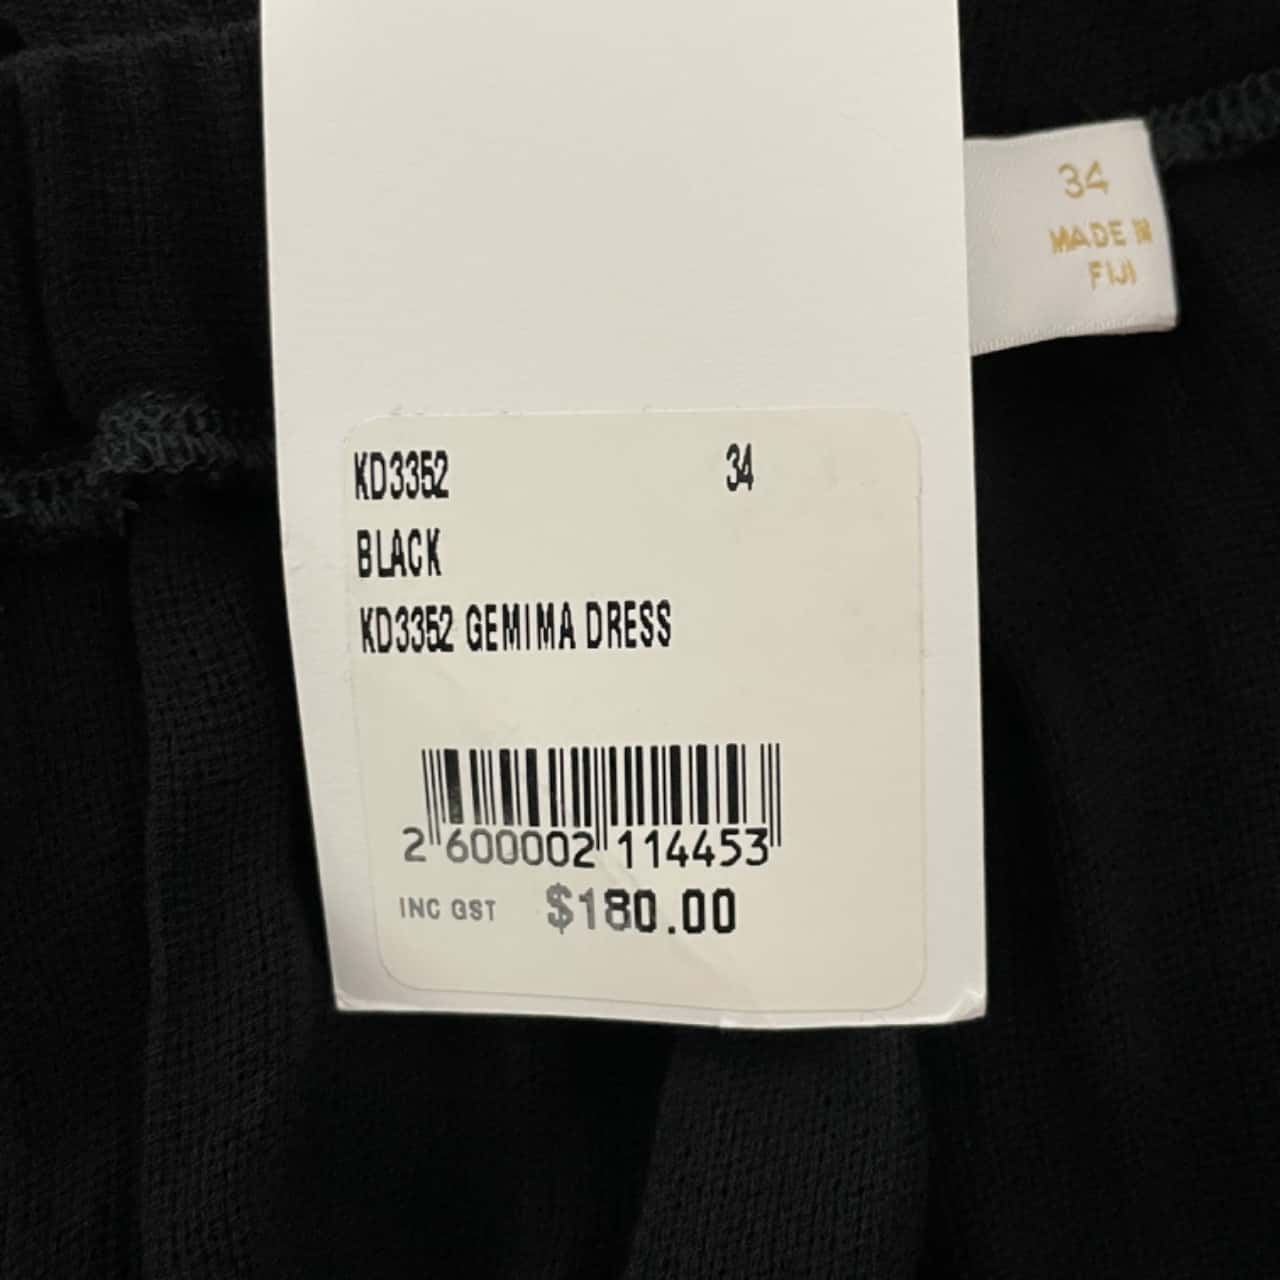 34
MADE IN
FIJI
KD3352 34
BLACK
KD3352 GEMIMA DRESS
2 600002 114453
INC GST $180.00